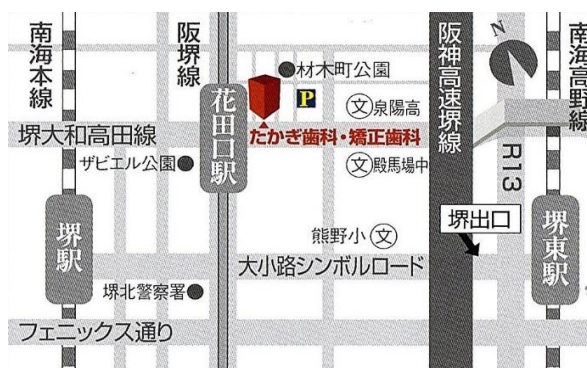 南海本線
阪堺線
材木町公園
P
文 泉陽高
阪神高速堺線
南海高野線
花田口駅
堺大和高田線
たかぎ歯科・矯正歯科
R13
ザビエル公園
文 殿馬場中
堺駅
熊野小 文
堺出口
堺東駅
大小路シンボルロード
堺北警察署
フェニックス通り